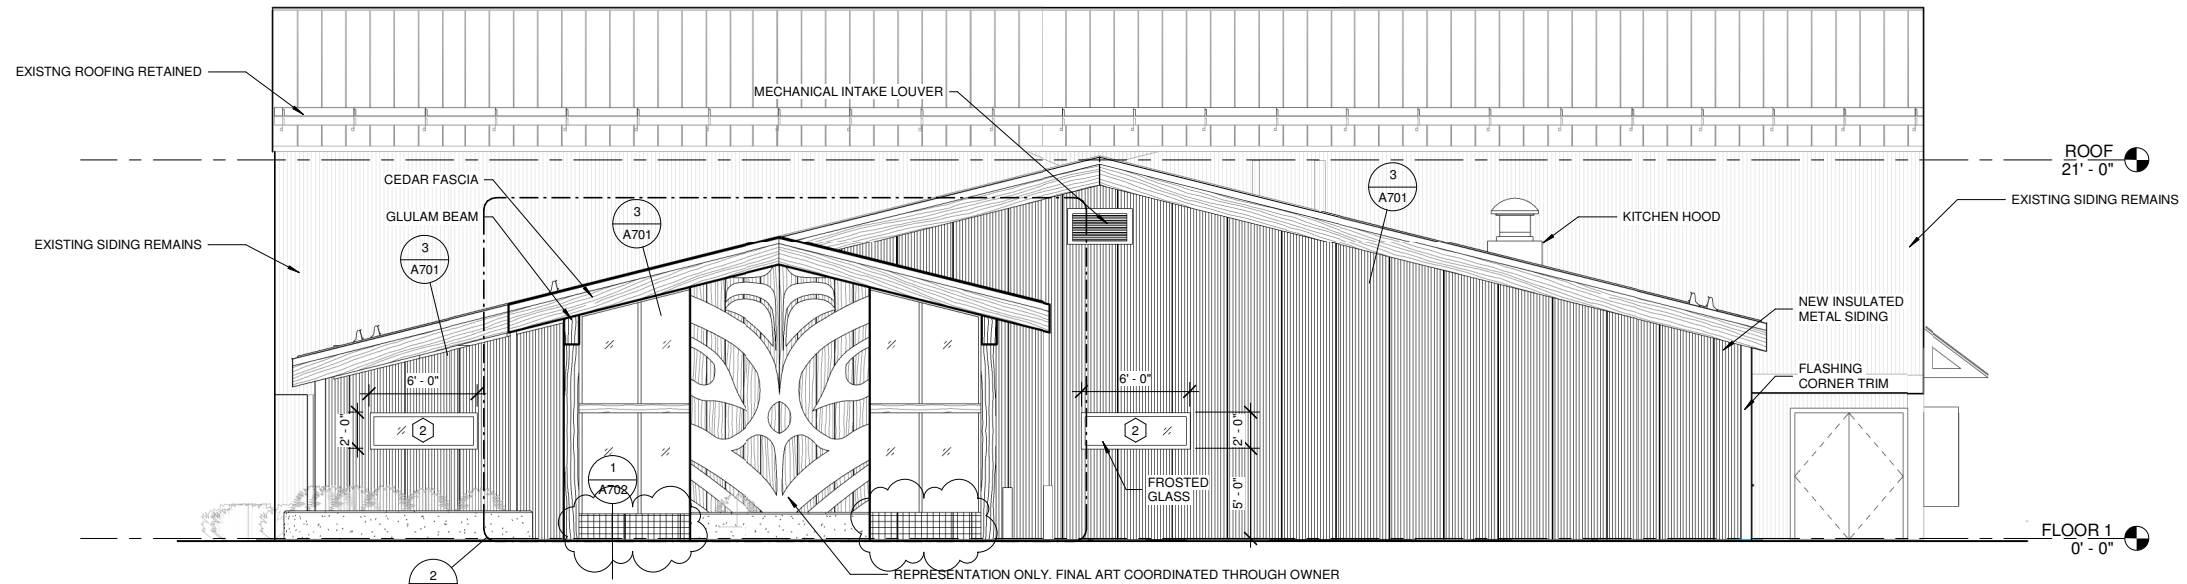 EXISTNG ROOFING RETAINED
MECHANICAL INTAKE LOUVER
ROOF
21' - 0"
CEDAR FASCIA
3
A701
GLULAM BEAM
3
A701
KITCHEN HOOD
EXISTING SIDING REMAINS
EXISTING SIDING REMAINS
3
A701
NEW INSULATED
METAL SIDING
FLASHING
CORNER TRIM
6' - 0"
6' - 0"
2' - 0"
2
2
2' - 0"
1
A702
FROSTED
GLASS
5' - 0"
FLOOR 1
0' - 0"
2
REPRESENTATION ONLY. FINAL ART COORDINATED THROUGH OWNER